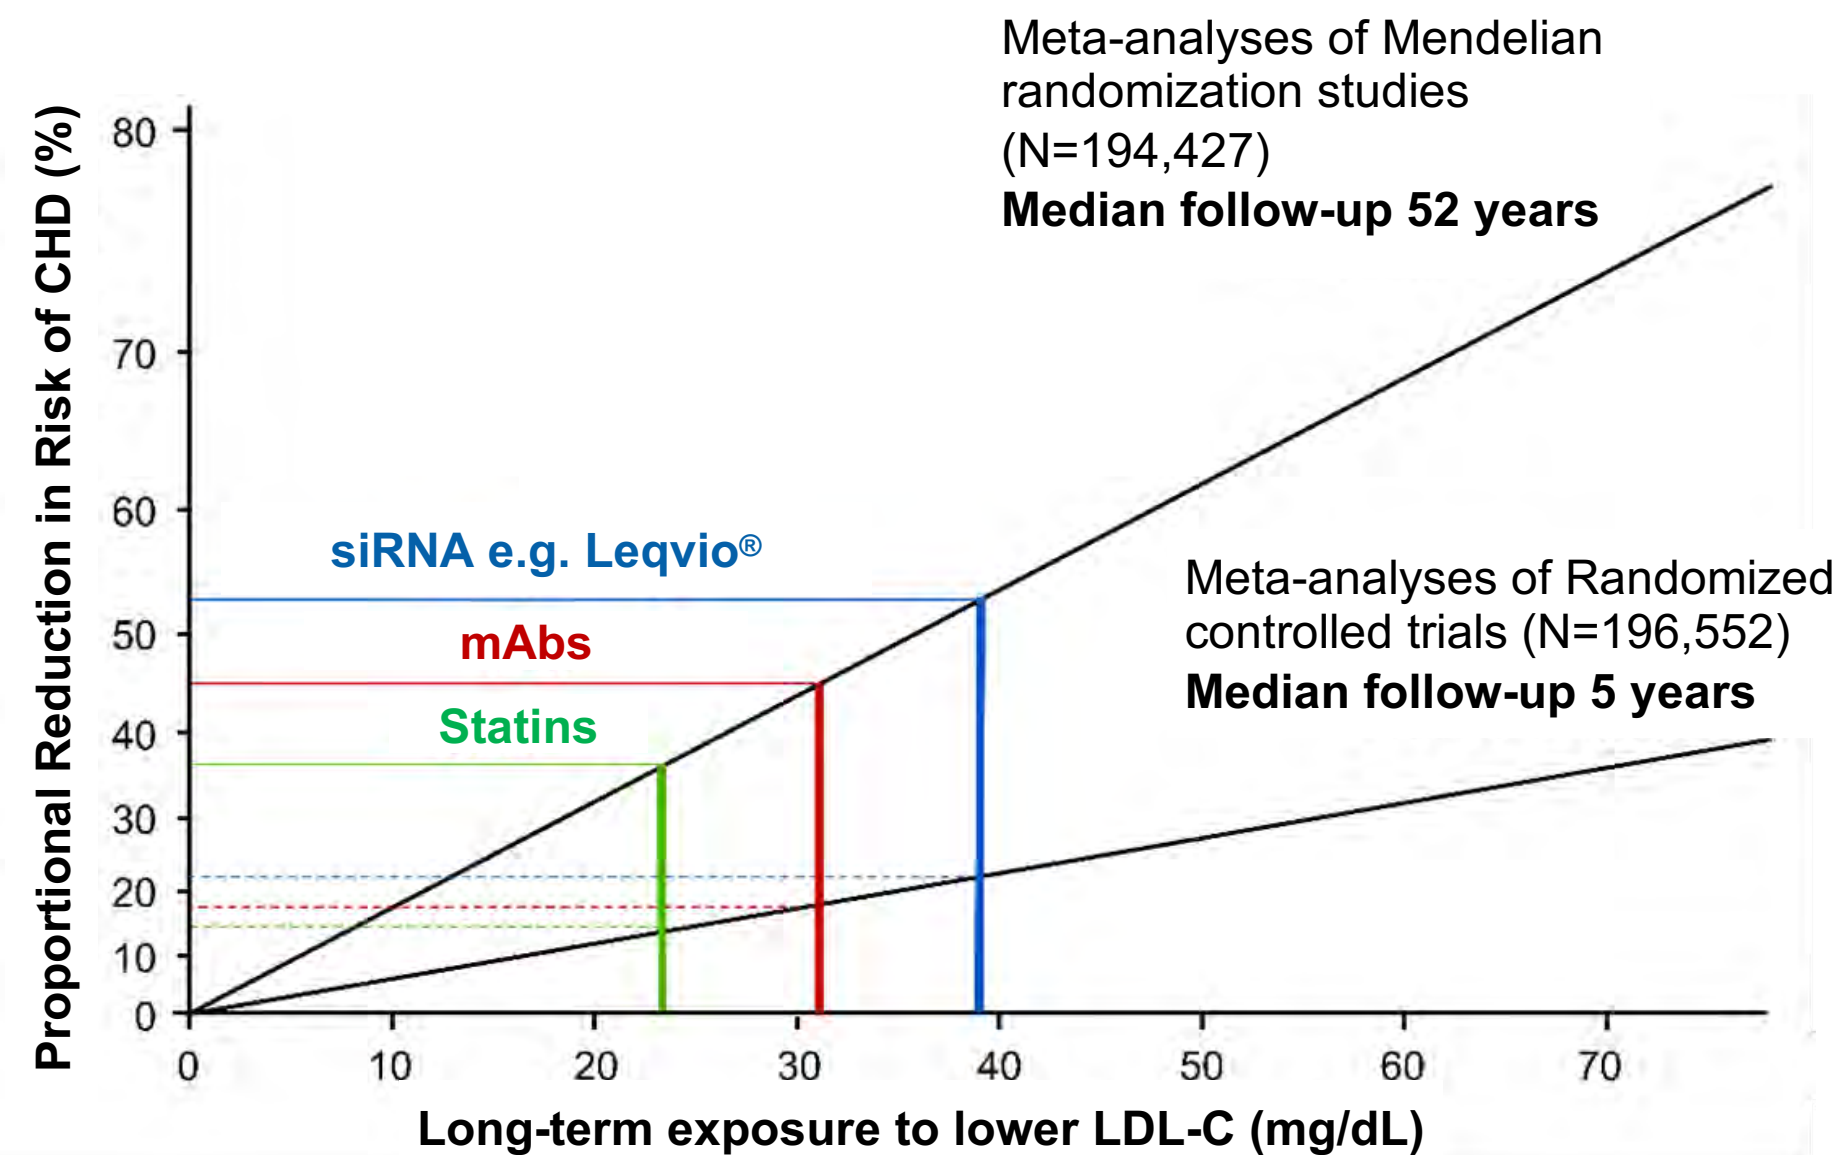 Meta-analyses of Mendelian
randomization studies
(N=194,427)
Median follow-up 52 years
Proportional Reduction in Risk of CHD (%)
80
70
60
50
40
30
20
10
0
siRNA e.g. Leqvio®
mAbs
Statins
Meta-analyses of Randomized
controlled trials (N=196,552)
Median follow-up 5 years
0 10 20 30 40 50 60 70
Long-term exposure to lower LDL-C (mg/dL)